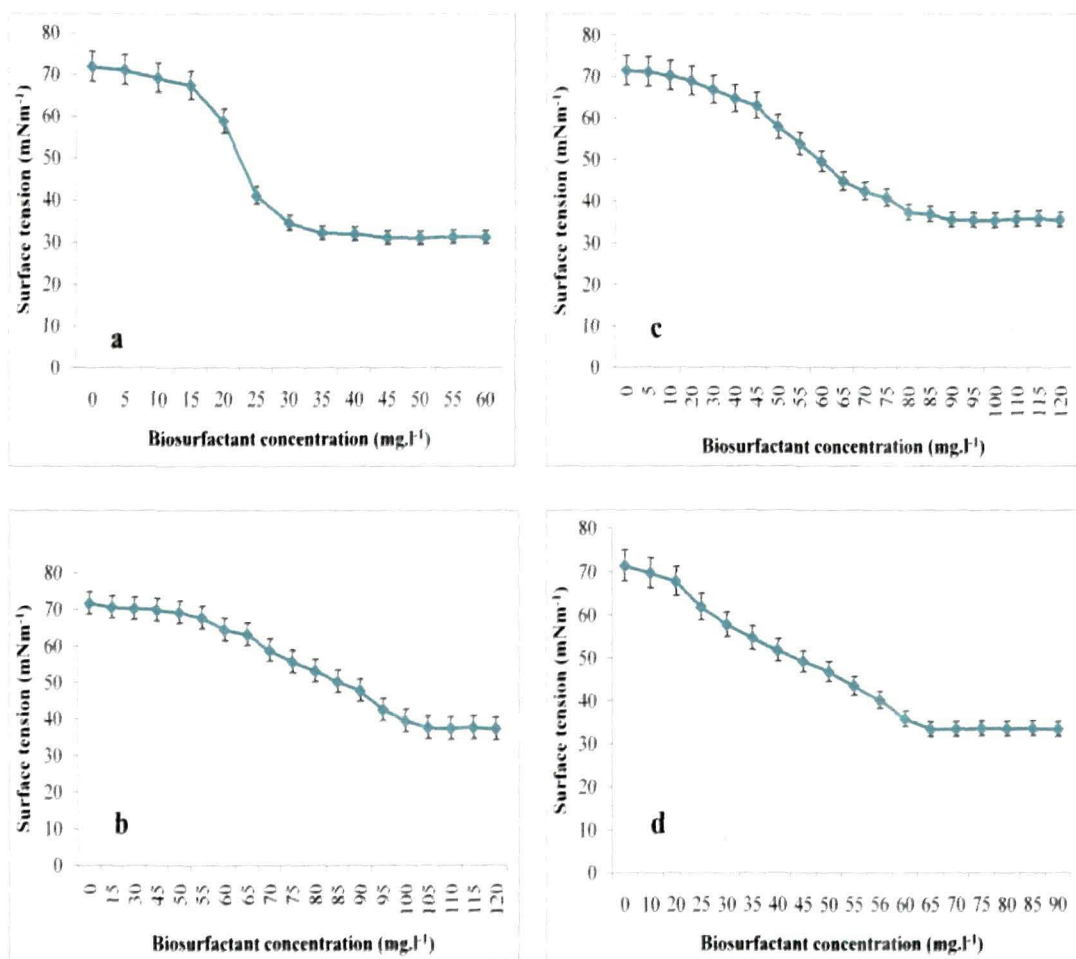 80
70
60
50
40
30
20
10
0
Surface tension (mNm⁻¹)
a
0 5 10 15 20 25 30 35 40 45 50 55 60
Biosurfactant concentration (mg.l⁻¹)
80
70
60
50
40
30
20
10
0
Surface tension (mNm⁻¹)
c
0 5 10 20 30 40 45 50 55 60 65 70 75 80 85 90 95 100 110 115 120
Biosurfactant concentration (mg.l⁻¹)
80
70
60
50
40
30
20
10
0
Surface tension (mNm⁻¹)
b
0 15 30 45 50 55 60 65 70 75 80 85 90 95 100 105 110 115 120
Biosurfactant concentration (mg.l⁻¹)
80
70
60
50
40
30
20
10
0
Surface tension (mNm⁻¹)
d
0 10 20 25 30 35 40 45 50 55 56 60 65 70 75 80 85 90
Biosurfactant concentration (mg.l⁻¹)